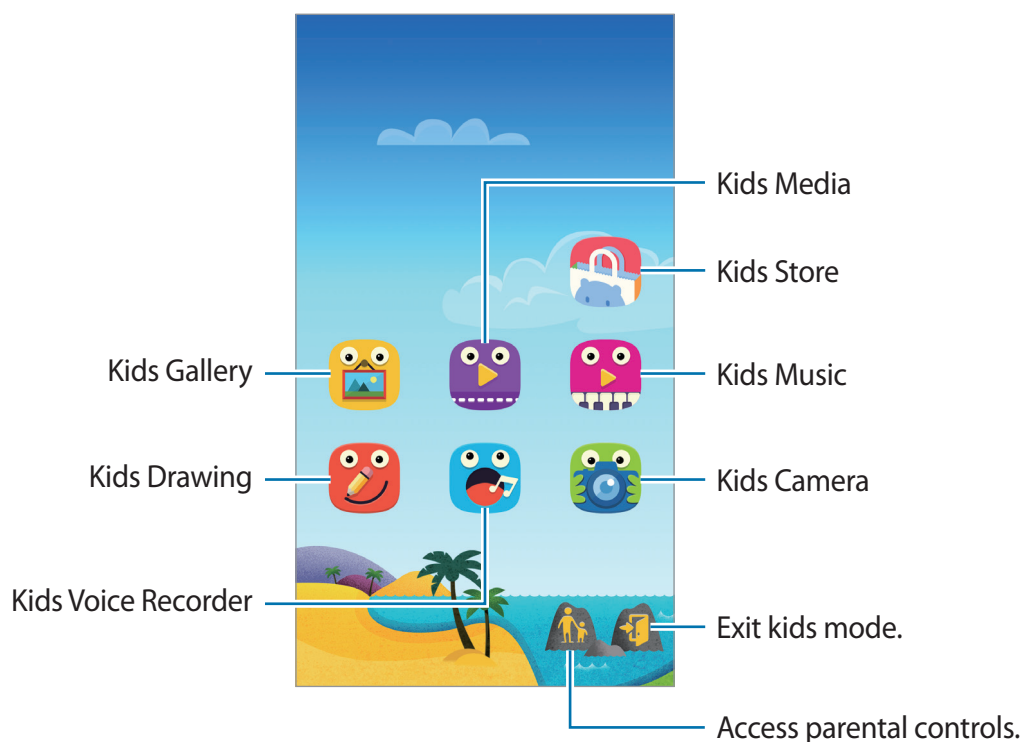 Kids Media
Kids Store
Kids Gallery
Kids Music
Kids Drawing
Kids Camera
Kids Voice Recorder
Exit kids mode.
Access parental controls.